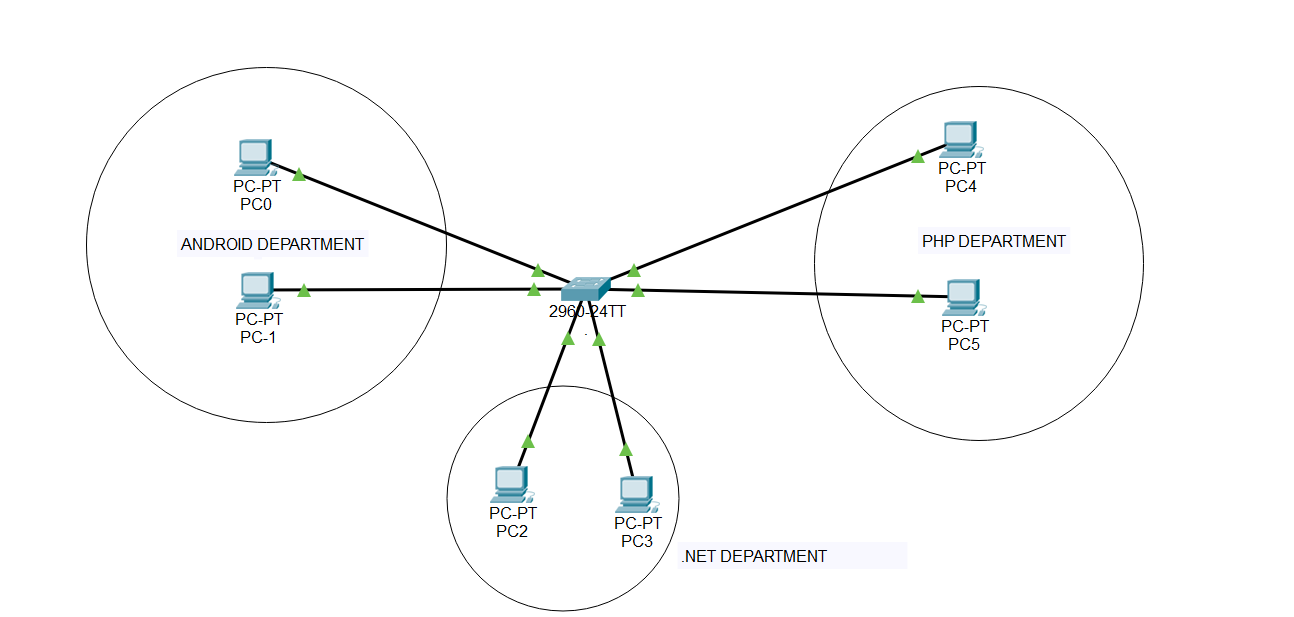 PC-PT
PC0
ANDROID DEPARTMENT
PC-PT
PC-1
2960-24TT
.
PC-PT
PC4
PHP DEPARTMENT
PC-PT
PC5
PC-PT
PC2
PC-PT
PC3
.NET DEPARTMENT